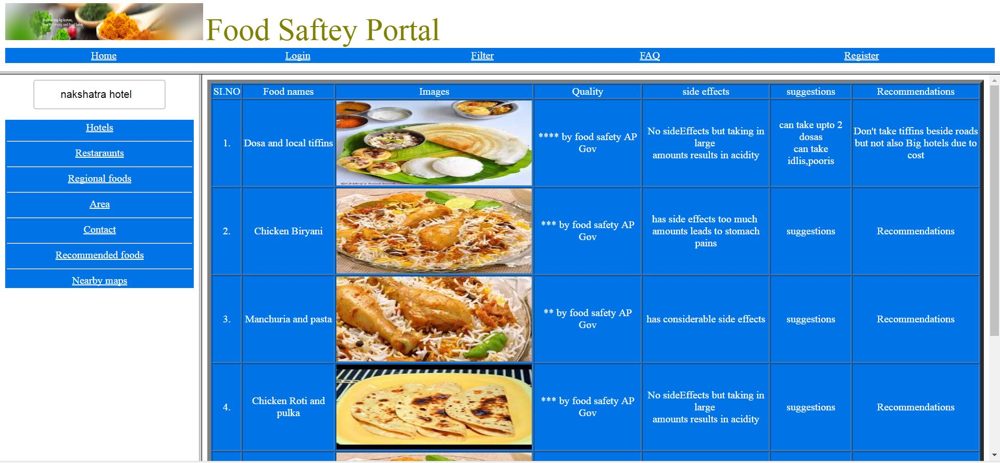 Empowering Agriculture,
Food Processing and Food Safety
Food Saftey Portal
Home
Login
Filter
FAQ
Register
nakshatra hotel
Hotels
Restaraunts
Regional foods
Area
Contact
Recommended foods
Nearby maps
SI.NO
Food names
Images
Quality
side effects
suggestions
Recommendations
1.
Dosa and local tiffins
©Chitra's food book.com
**** by food safety AP
Gov
No sideEffects but taking in
large
amounts results in acidity
can take upto 2
dosas
can take
idlis,pooris
Don't take tiffins beside roads
but not also Big hotels due to
cost
2.
Chicken Biryani
*** by food safety AP
Gov
has side effects too much
amounts leads to stomach
pains
suggestions
Recommendations
3.
Manchuria and pasta
** by food safety AP
Gov
has considerable side effects
suggestions
Recommendations
4.
Chicken Roti and
pulka
*** by food safety AP
Gov
No sideEffects but taking in
large
amounts results in acidity
suggestions
Recommendations